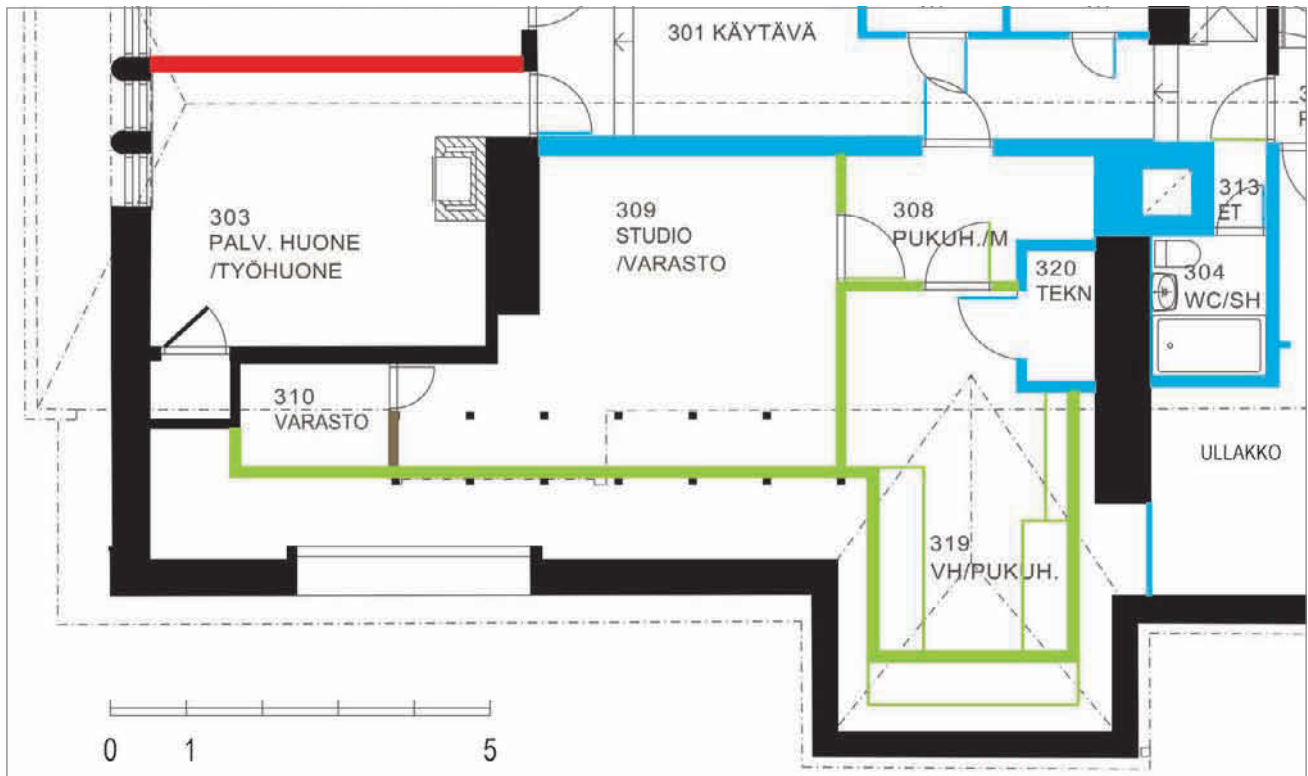 301 KÄYTÄVÄ
303
PALV. HUONE
/TYÖHUONE
309
STUDIO
/VARASTO
308
PUKUH./M
320
TEKN
313
ET
304
WC/SH
310
VARASTO
ULLAKKO
319
VH/PUKUH.
0 1 5